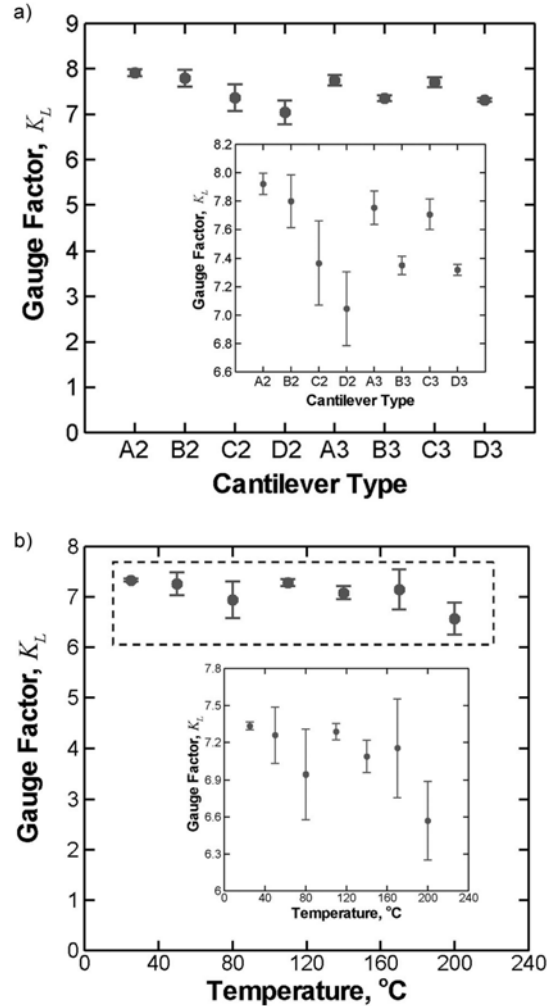 a)
9
8
7
6
5
4
3
2
1
0
Gauge Factor, K_L
A2 B2 C2 D2 A3 B3 C3 D3
Cantilever Type
8.2
8.0
7.8
7.6
7.4
7.2
7.0
6.8
6.6
Gauge Factor, K_L
A2 B2 C2 D2 A3 B3 C3 D3
Cantilever Type
b)
8
7
6
5
4
3
2
1
0
Gauge Factor, K_L
0 40 80 120 160 200 240
Temperature, °C
7.8
7.5
7.2
6.9
6.6
6.3
6
Gauge Factor, K_L
0 40 80 120 160 200 240
Temperature, °C